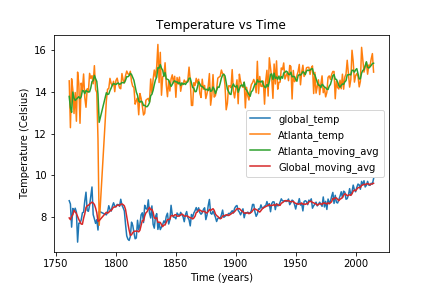 Temperature vs Time
Temperature (Celsius)
16
14
12
10
8
global_temp
Atlanta_temp
Atlanta_moving_avg
Global_moving_avg
1750 1800 1850 1900 1950 2000
Time (years)